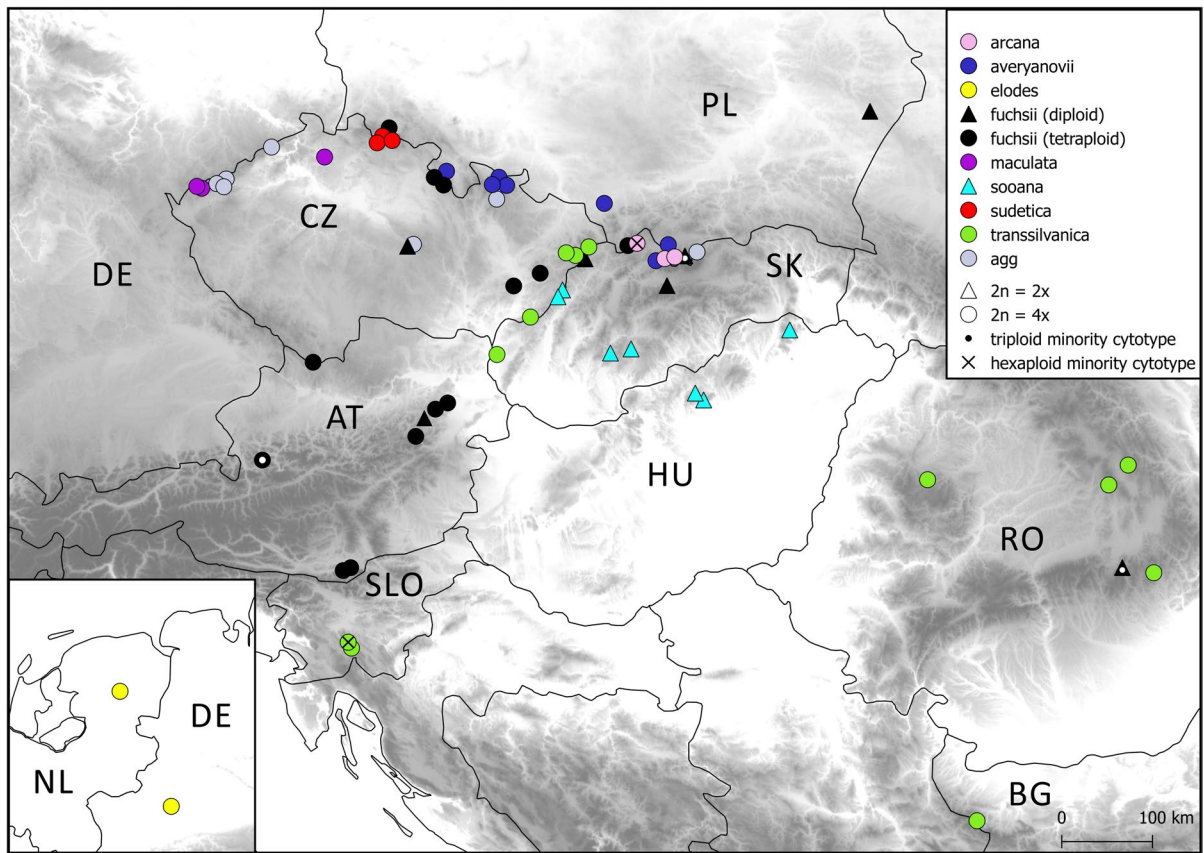 arcana
averyanovii
elodes
fuchsii (diploid)
fuchsii (tetraploid)
maculata
sooana
sudetica
transsilvanica
agg
2n = 2x
2n = 4x
triploid minority cytotype
hexaploid minority cytotype
PL
CZ
DE
SK
AT
HU
RO
SLO
DE
NL
BG
0 100 km